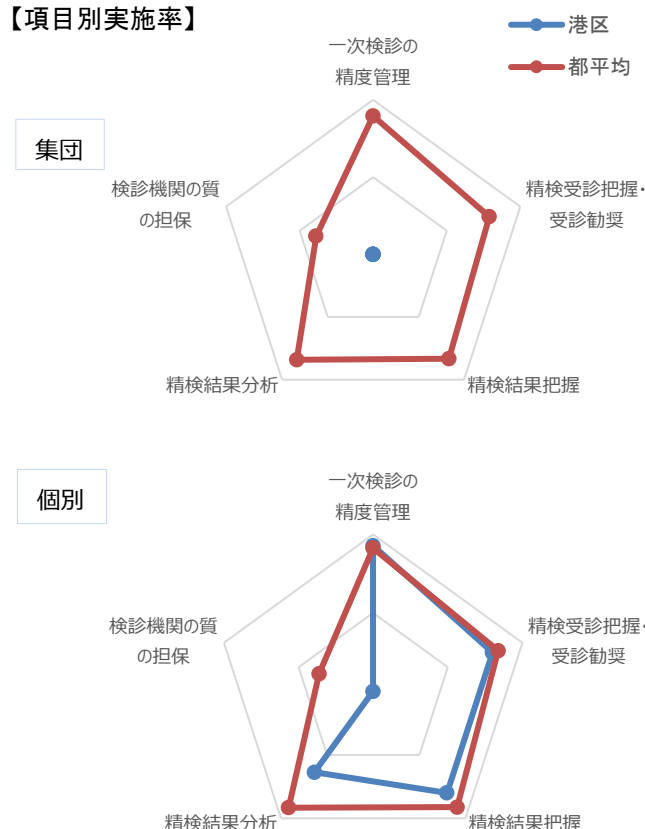 【項目別実施率】
港区
都平均
集団
一次検診の
精度管理
精検受診把握・
受診勧奨
精検結果把握
精検結果分析
検診機関の質
の担保
個別
一次検診の
精度管理
精検受診把握・
受診勧奨
精検結果把握
精検結果分析
検診機関の質
の担保